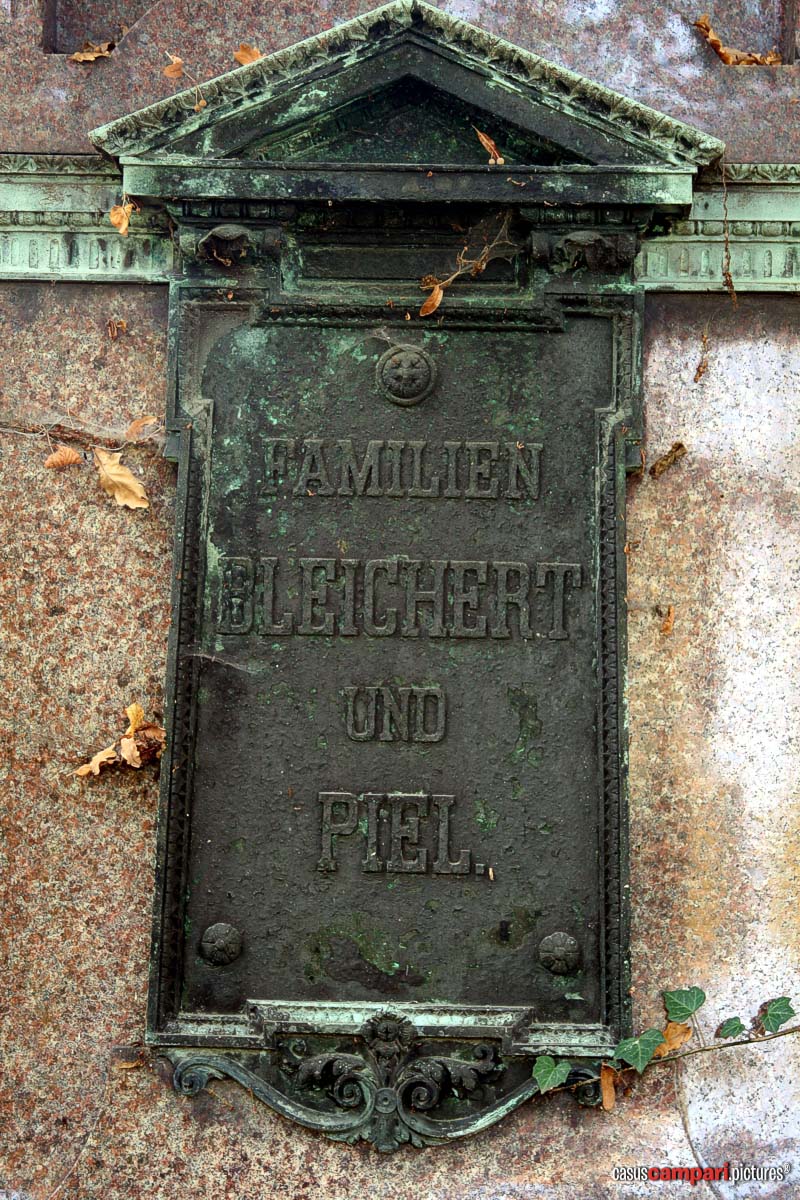 FAMILIEN
BLEICHERT
UND
PIEL.
casuscampari.pictures®